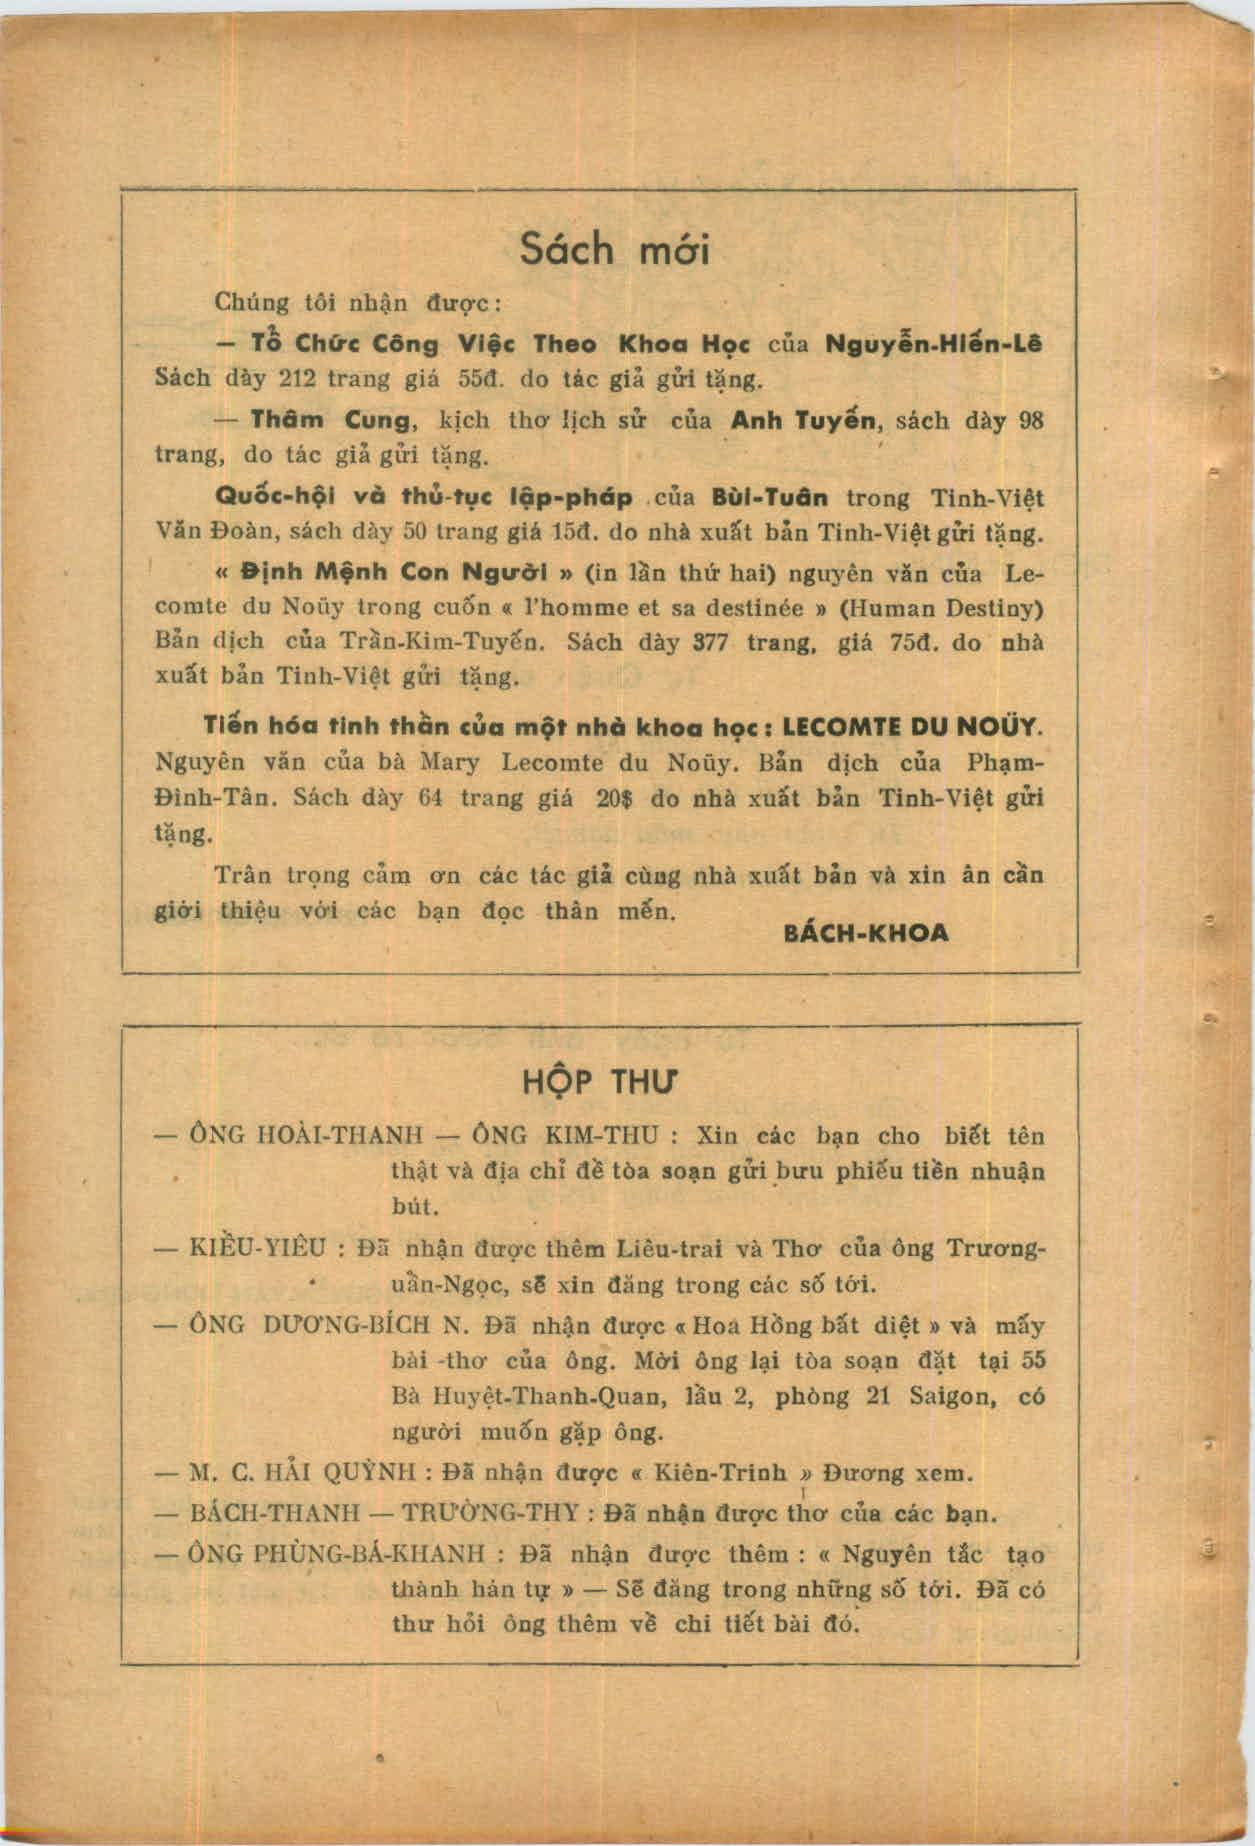 Sách mới
Chúng tôi nhận được :
— Tổ Chức Công Việc Theo Khoa Học của Nguyễn-Hiến-Lê
Sách dày 212 trang giá 55đ. do tác giả gửi tặng.
— Thâm Cung, kịch thơ lịch sử của Anh Tuyến, sách dày 98
trang, do tác giả gửi tặng.
Quốc-hội và thủ-tục lập-pháp của Bùi-Tuân trong Tinh-Việt
Văn Đoàn, sách dày 50 trang giá 15đ. do nhà xuất bản Tinh-Việt gửi tặng.
« Định Mệnh Con Người » (in lần thứ hai) nguyên văn của Le-
comte du Noüy trong cuốn « l'homme et sa destinée » (Human Destiny)
Bản dịch của Trần-Kim-Tuyến. Sách dày 377 trang, giá 75đ. do nhà
xuất bản Tinh-Việt gửi tặng.
Tiến hóa tinh thần của một nhà khoa học : LECOMTE DU NOÜY.
Nguyên văn của bà Mary Lecomte du Noüy. Bản dịch của Phạm-
Đình-Tân. Sách dày 64 trang giá 20$ do nhà xuất bản Tinh-Việt gửi
tặng.
Trân trọng cảm ơn các tác giả cùng nhà xuất bản và xin ân cần
giới thiệu với các bạn đọc thân mến.
BÁCH-KHOA
HỘP THƯ
— ÔNG HOÀI-THANH — ÔNG KIM-THU : Xin các bạn cho biết tên
thật và địa chỉ để tòa soạn gửi bưu phiếu tiền nhuận
bút.
— KIỀU-YIÊU : Đã nhận được thêm Liêu-trai và Thơ của ông Trương-
uần-Ngọc, sẽ xin đăng trong các số tới.
— ÔNG DƯƠNG-BÍCH N. Đã nhận được « Hoa Hồng bất diệt » và mấy
bài -thơ của ông. Mời ông lại tòa soạn đặt tại 55
Bà Huyệt-Thanh-Quan, lầu 2, phòng 21 Saigon, có
người muốn gặp ông.
— M. C. HẢI QUỲNH : Đã nhận được « Kiên-Trinh » Đương xem.
— BÁCH-THANH — TRƯỜNG-THY : Đã nhận được thơ của các bạn.
— ÔNG PHÙNG-BÁ-KHANH : Đã nhận được thêm : « Nguyên tắc tạo
thành hán tự » — Sẽ đăng trong những số tới. Đã có
thư hỏi ông thêm về chi tiết bài đó.